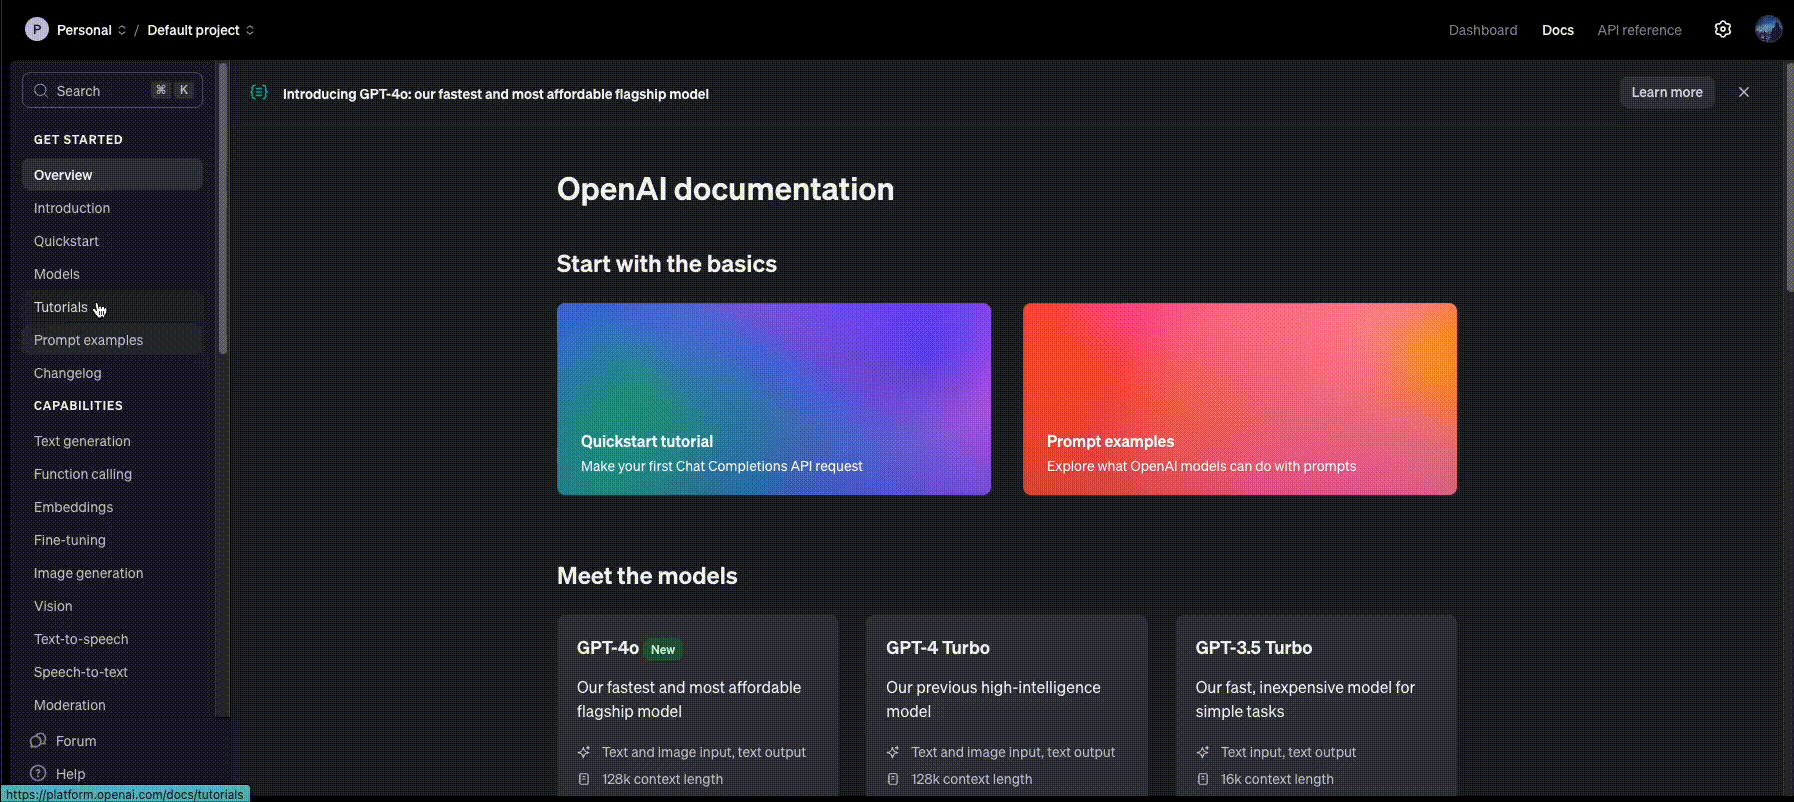 P Personal / Default project
Dashboard Docs API reference
Search ⌘ K
GET STARTED
Overview
Introduction
Quickstart
Models
Tutorials
Prompt examples
Changelog
CAPABILITIES
Text generation
Function calling
Embeddings
Fine-tuning
Image generation
Vision
Text-to-speech
Speech-to-text
Moderation
Forum
Help
https://platform.openai.com/docs/tutorials
Introducing GPT-4o: our fastest and most affordable flagship model
Learn more
OpenAI documentation
Start with the basics
Quickstart tutorial
Make your first Chat Completions API request
Prompt examples
Explore what OpenAI models can do with prompts
Meet the models
GPT-4o New
Our fastest and most affordable
flagship model
Text and image input, text output
128k context length
GPT-4 Turbo
Our previous high-intelligence
model
Text and image input, text output
128k context length
GPT-3.5 Turbo
Our fast, inexpensive model for
simple tasks
Text input, text output
16k context length